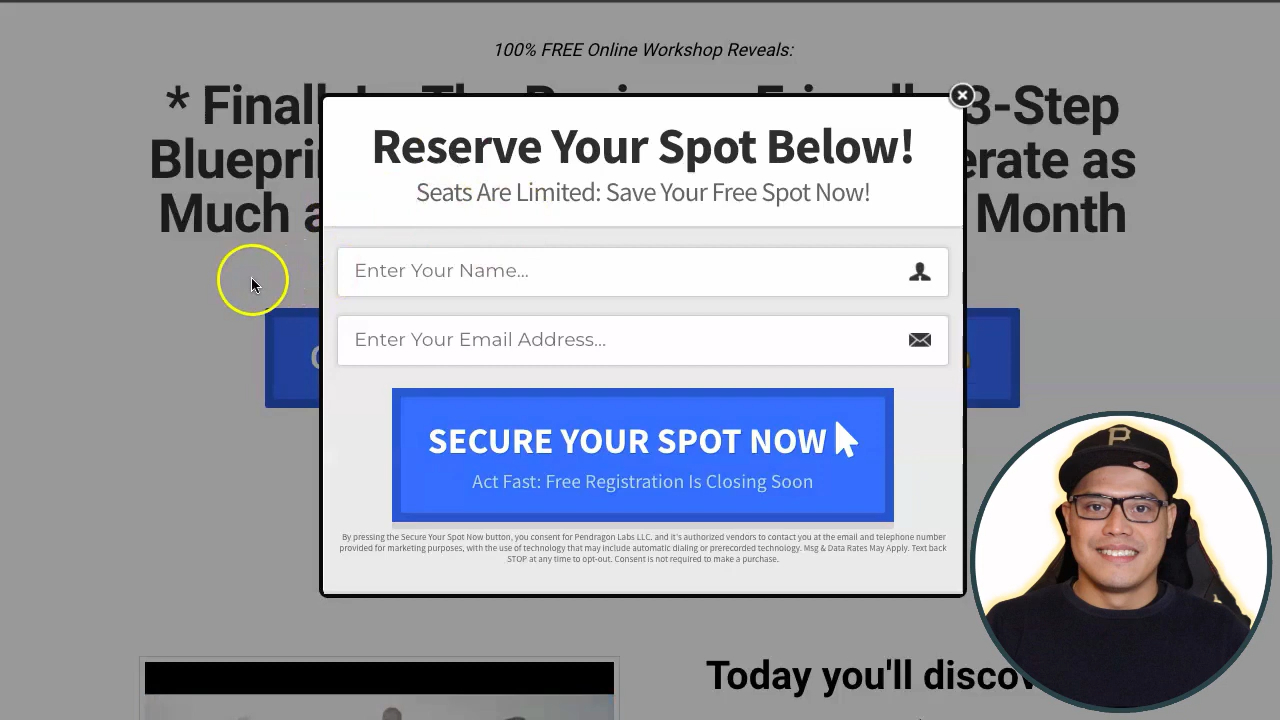 100% FREE Online Workshop Reveals:
* 3-Step
Much Month
Reserve Your Spot Below!
Seats Are Limited: Save Your Free Spot Now!
Enter Your Name...
Enter Your Email Address...
SECURE YOUR SPOT NOW
Act Fast: Free Registration Is Closing Soon
By pressing the Secure Your Spot Now button, you consent for Pendragon Labs LLC. and it's authorized vendors to contact you at the email and telephone number
provided for marketing purposes, with the use of technology that may include automatic dialing or prerecorded technology. Msg & Data Rates May Apply. Text back
STOP at any time to opt-out. Consent is not required to make a purchase.
Today you'll
P